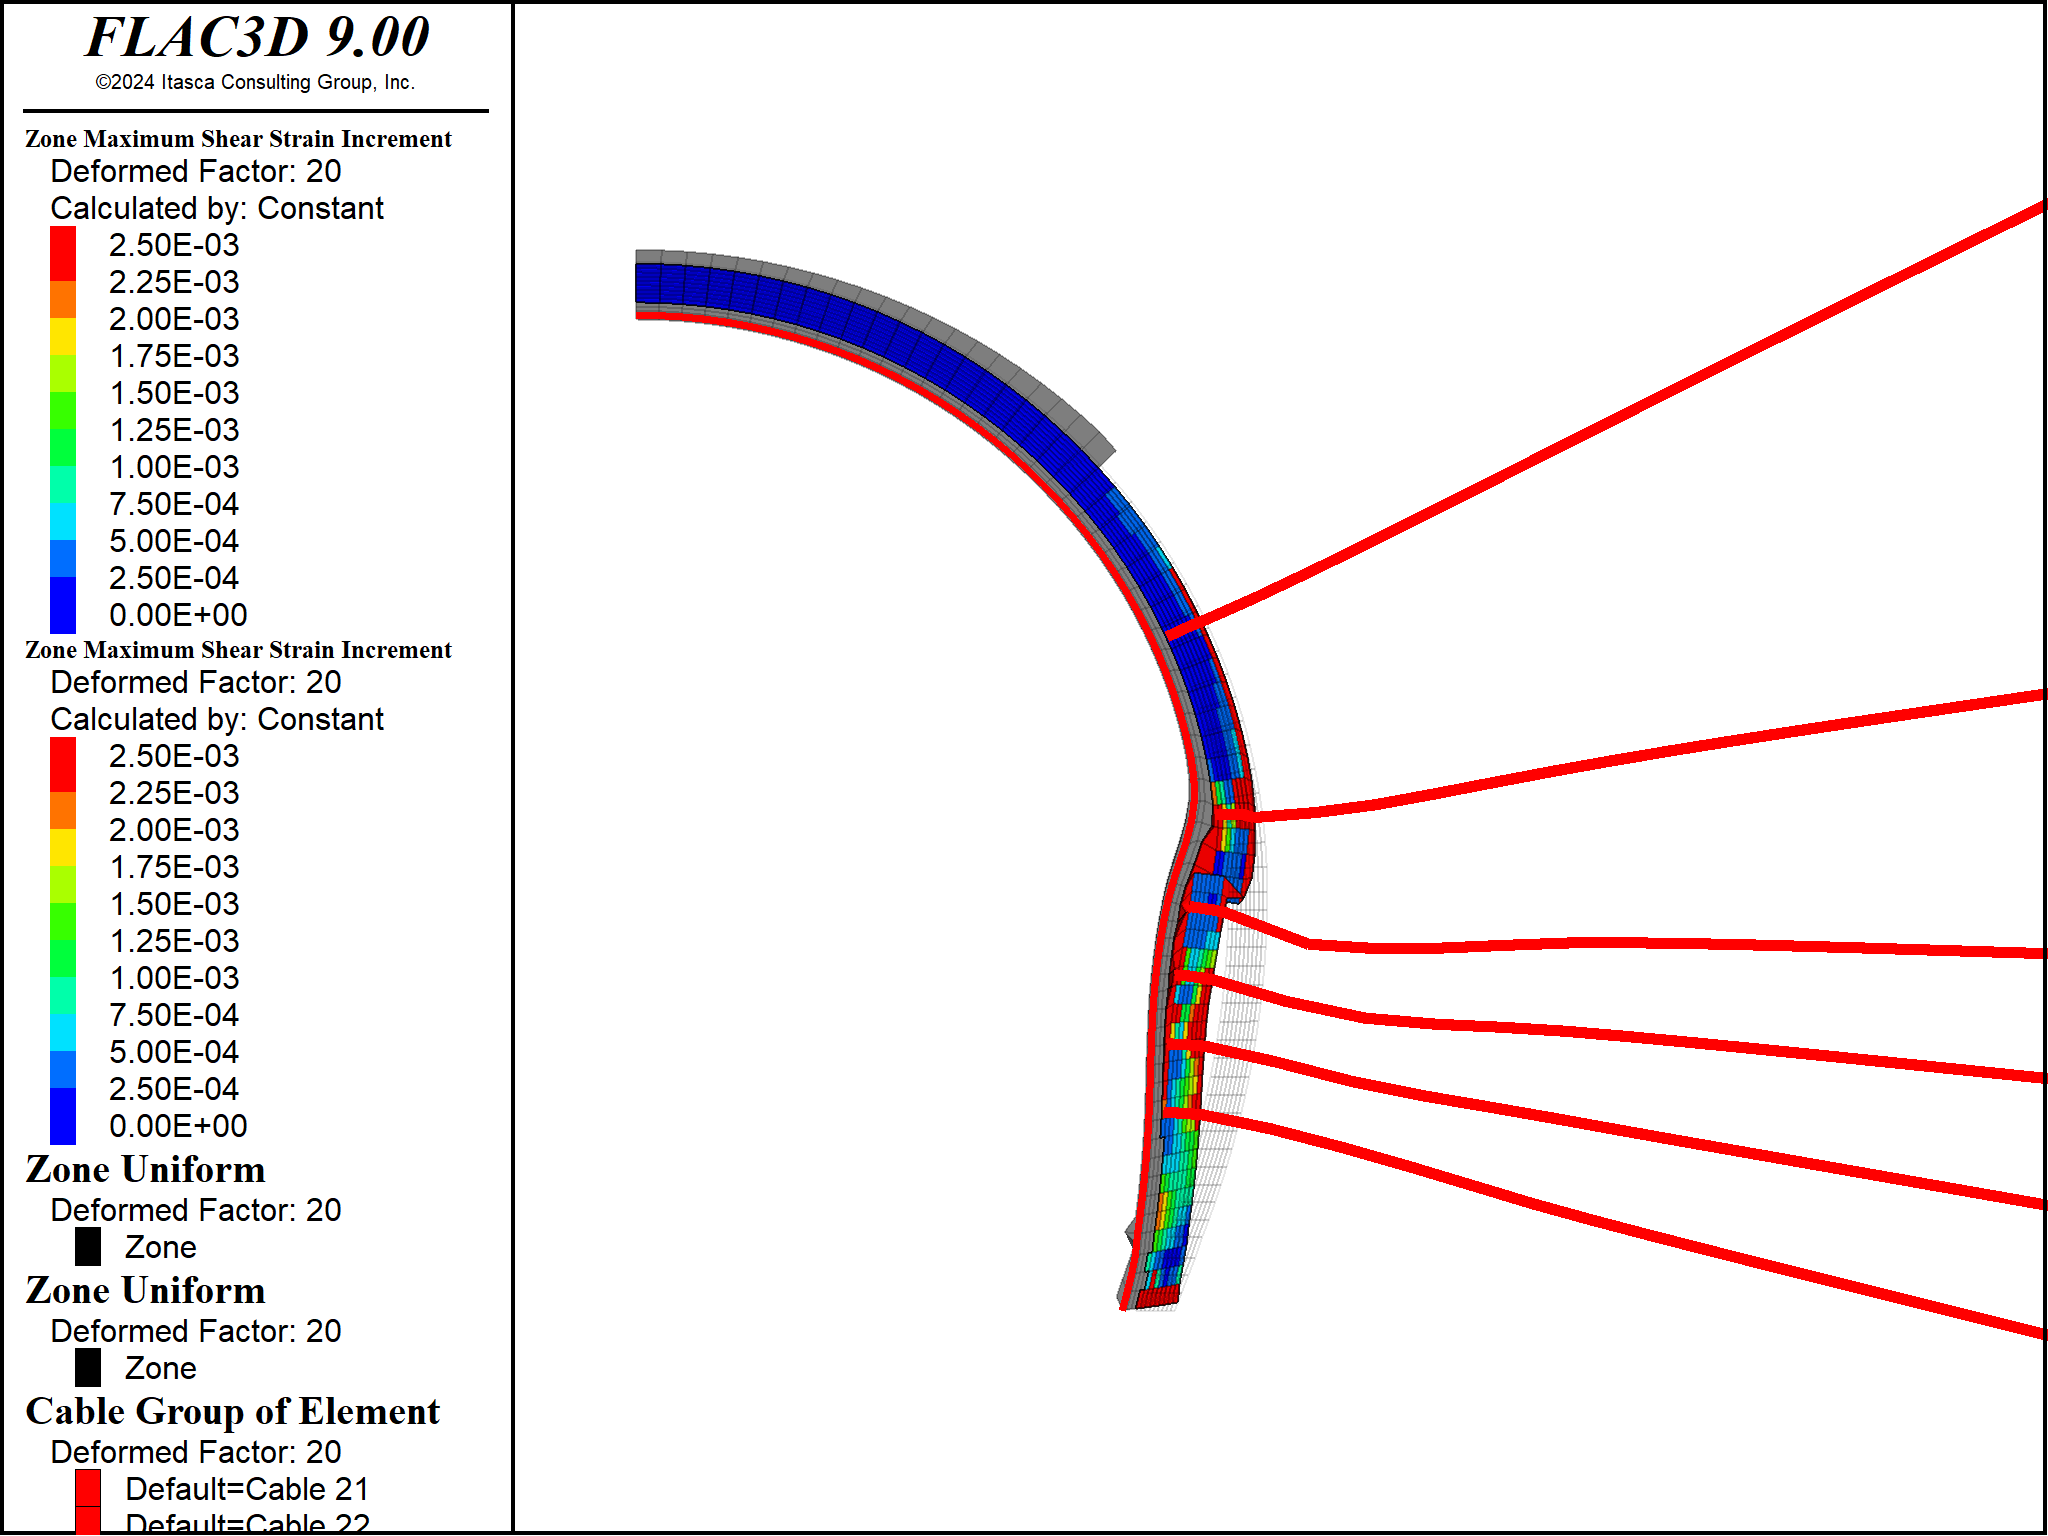 FLAC3D 9.00
©2024 Itasca Consulting Group, Inc.
Zone Maximum Shear Strain Increment
Deformed Factor: 20
Calculated by: Constant
2.50E-03
2.25E-03
2.00E-03
1.75E-03
1.50E-03
1.25E-03
1.00E-03
7.50E-04
5.00E-04
2.50E-04
0.00E+00
Zone Maximum Shear Strain Increment
Deformed Factor: 20
Calculated by: Constant
2.50E-03
2.25E-03
2.00E-03
1.75E-03
1.50E-03
1.25E-03
1.00E-03
7.50E-04
5.00E-04
2.50E-04
0.00E+00
Zone Uniform
Deformed Factor: 20
Zone
Zone Uniform
Deformed Factor: 20
Zone
Cable Group of Element
Deformed Factor: 20
Default=Cable 21
Default=Cable 22